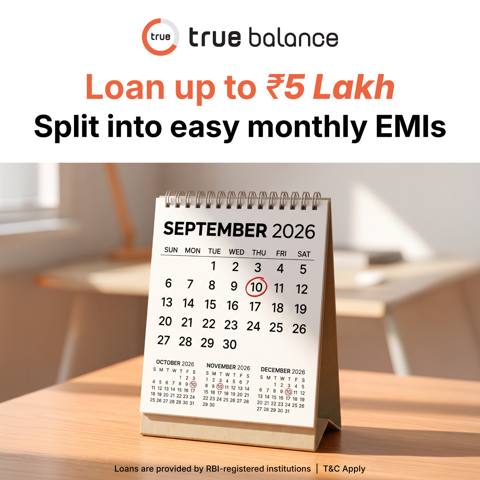 true
true balance
Loan up to ₹5 Lakh
Split into easy monthly EMIs
SEPTEMBER 2026
SUN MON TUE WED THU FRI SAT
1 2 3 4 5
6 7 8 9 10 11 12
13 14 15 16 17 18 19
20 21 22 23 24 25 26
27 28 29 30
OCTOBER 2026
NOVEMBER 2026
DECEMBER 2026
Loans are provided by RBI-registered institutions | T&C Apply